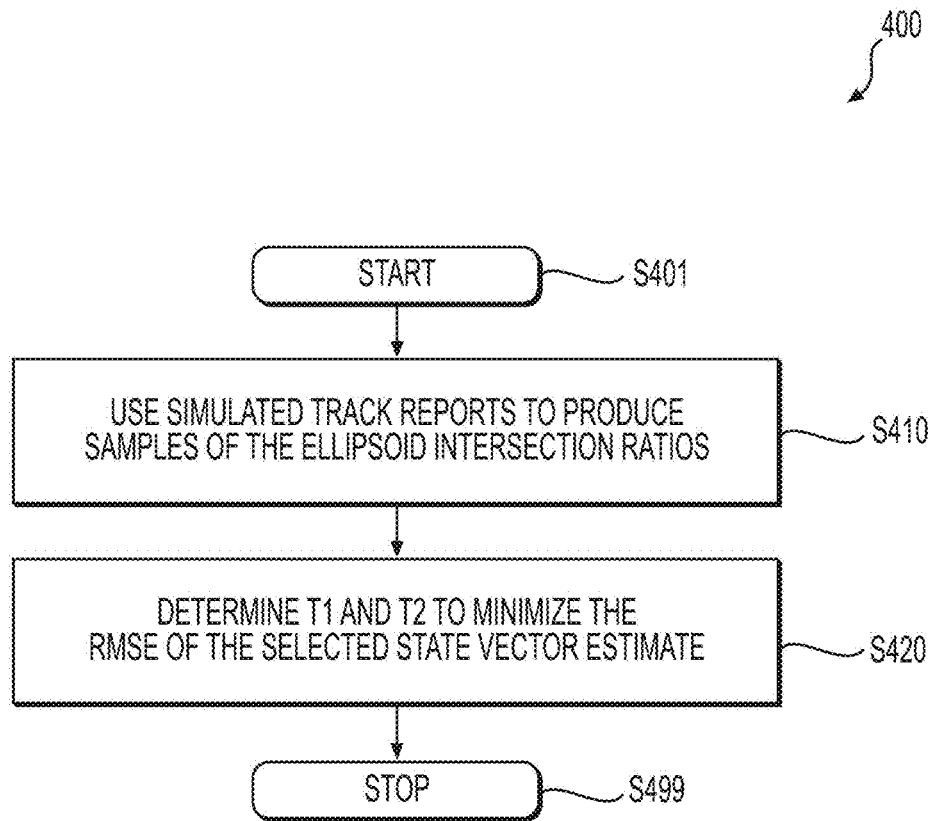 400
START
S401
USE SIMULATED TRACK REPORTS TO PRODUCE
SAMPLES OF THE ELLIPSOID INTERSECTION RATIOS
S410
DETERMINE T1 AND T2 TO MINIMIZE THE
RMSE OF THE SELECTED STATE VECTOR ESTIMATE
S420
STOP
S499